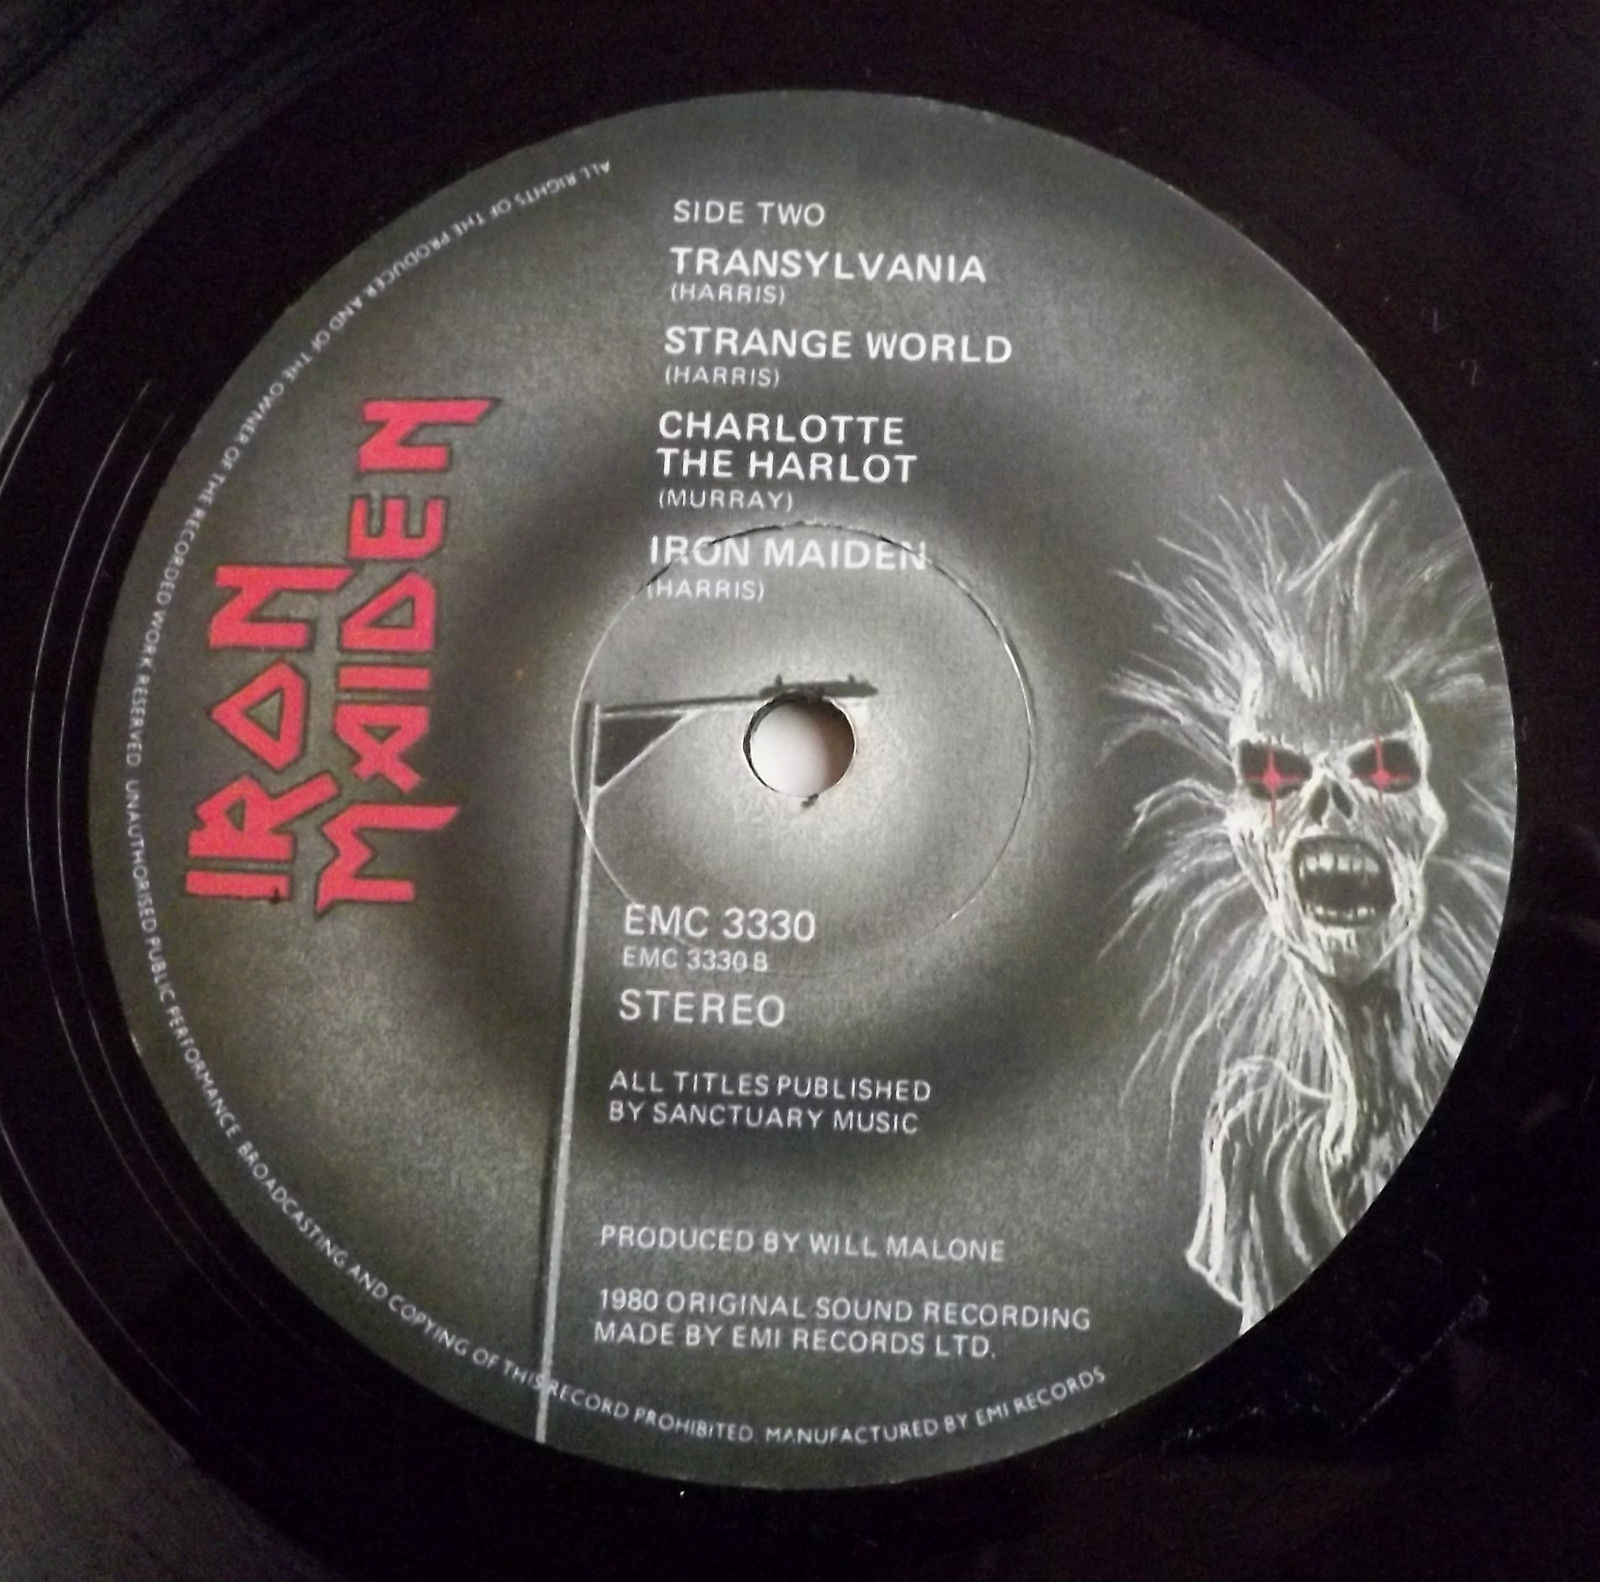 SIDE TWO
TRANSYLVANIA
(HARRIS)
STRANGE WORLD
(HARRIS)
CHARLOTTE
THE HARLOT
(MURRAY)
IRON MAIDEN
(HARRIS)
IRON
MAIDEN
EMC 3330
EMC 3330 B
STEREO
ALL TITLES PUBLISHED
BY SANCTUARY MUSIC
PRODUCED BY WILL MALONE
1980 ORIGINAL SOUND RECORDING
MADE BY EMI RECORDS LTD.
ALL RIGHTS OF THE PRODUCER AND OF THE OWNER OF THE RECORDED WORK RESERVED. UNAUTHORISED PUBLIC PERFORMANCE BROADCASTING AND COPYING OF THIS RECORD PROHIBITED. MANUFACTURED BY EMI RECORDS